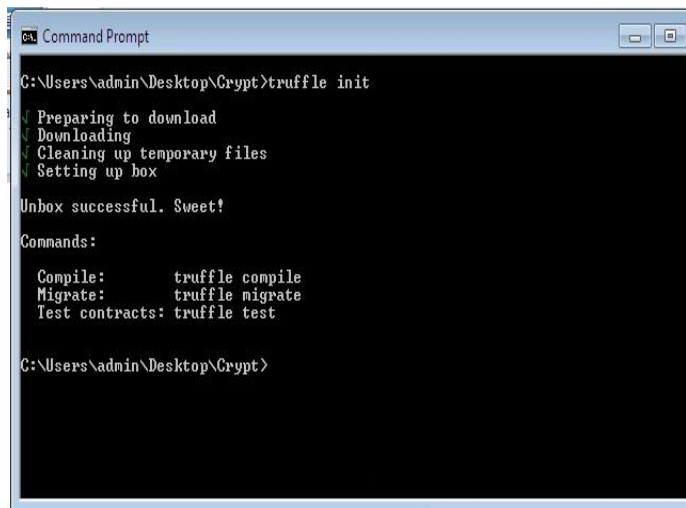 Command Prompt
C:\Users\admin\Desktop\Crypt>truffle init
√ Preparing to download
√ Downloading
√ Cleaning up temporary files
√ Setting up box
Unbox successful. Sweet!
Commands:
Compile: truffle compile
Migrate: truffle migrate
Test contracts: truffle test
C:\Users\admin\Desktop\Crypt>